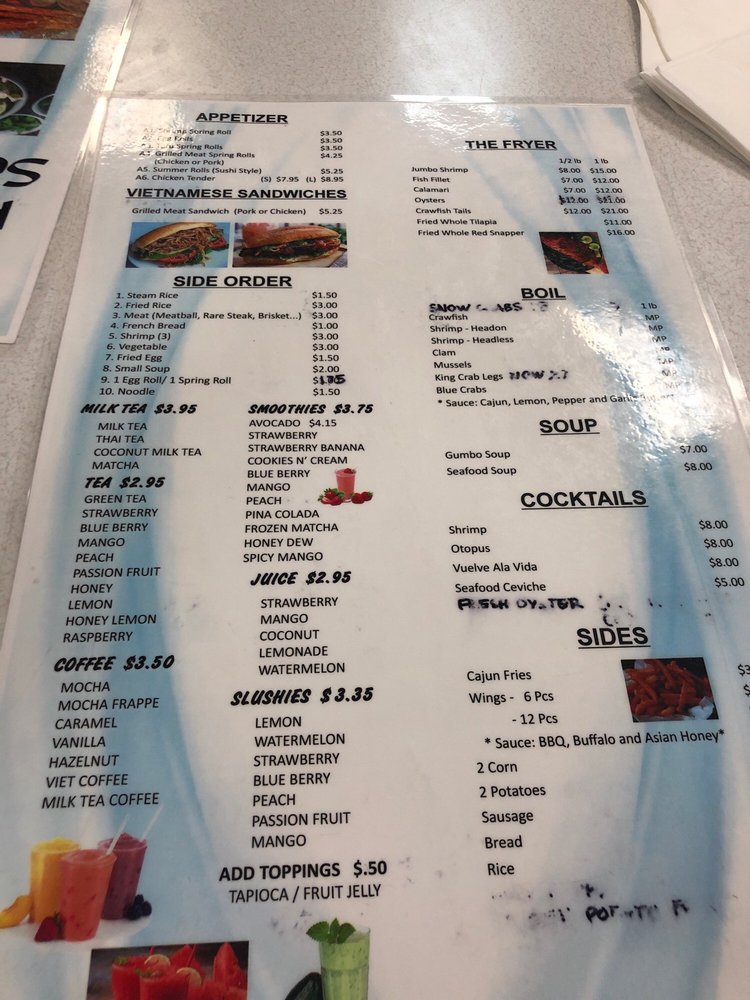 APPETIZER
Spring Roll $3.50
$3.50
Spring Rolls $3.50
Grilled Meat Spring Rolls $4.25
(Chicken or Pork)
A5. Summer Rolls (Sushi Style) $5.25
A6. Chicken Tender (S) $7.95 (L) $8.95
VIETNAMESE SANDWICHES
Grilled Meat Sandwich (Pork or Chicken) $5.25
SIDE ORDER
1. Steam Rice $1.50
2. Fried Rice $3.00
3. Meat (Meatball, Rare Steak, Brisket...) $3.00
4. French Bread $1.00
5. Shrimp (3) $3.00
6. Vegetable $3.00
7. Fried Egg $1.50
8. Small Soup $2.00
9. 1 Egg Roll/ 1 Spring Roll
10. Noodle $1.50
MILK TEA $3.95
MILK TEA
THAI TEA
COCONUT MILK TEA
MATCHA
TEA $2.95
GREEN TEA
STRAWBERRY
BLUE BERRY
MANGO
PEACH
PASSION FRUIT
HONEY
LEMON
HONEY LEMON
RASPBERRY
COFFEE $3.50
MOCHA
MOCHA FRAPPE
CARAMEL
VANILLA
HAZELNUT
VIET COFFEE
MILK TEA COFFEE
SMOOTHIES $3.75
AVOCADO $4.15
STRAWBERRY
STRAWBERRY BANANA
COOKIES N' CREAM
BLUE BERRY
MANGO
PEACH
PINA COLADA
FROZEN MATCHA
HONEY DEW
SPICY MANGO
JUICE $2.95
STRAWBERRY
MANGO
COCONUT
LEMONADE
WATERMELON
SLUSHIES $3.35
LEMON
WATERMELON
STRAWBERRY
BLUE BERRY
PEACH
PASSION FRUIT
MANGO
ADD TOPPINGS $.50
TAPIOCA / FRUIT JELLY
THE FRYER
1/2 lb 1 lb
Jumbo Shrimp $8.00 $15.00
Fish Fillet $7.00 $12.00
Calamari $7.00 $12.00
Oysters
Crawfish Tails $12.00 $21.00
Fried Whole Tilapia $11.00
Fried Whole Red Snapper $16.00
BOIL
SNOW CRABS 1 lb
Crawfish MP
Shrimp - Headon MP
Shrimp - Headless MP
Clam
Mussels
King Crab Legs MP
Blue Crabs
* Sauce: Cajun, Lemon, Pepper and
SOUP
Gumbo Soup $7.00
Seafood Soup $8.00
COCKTAILS
Shrimp $8.00
Otopus $8.00
Vuelve Ala Vida $8.00
Seafood Ceviche $5.00
FRESH OYSTER
SIDES
Cajun Fries
Wings - 6 Pcs
- 12 Pcs
* Sauce: BBQ, Buffalo and Asian Honey*
2 Corn
2 Potatoes
Sausage
Bread
Rice
POTATO